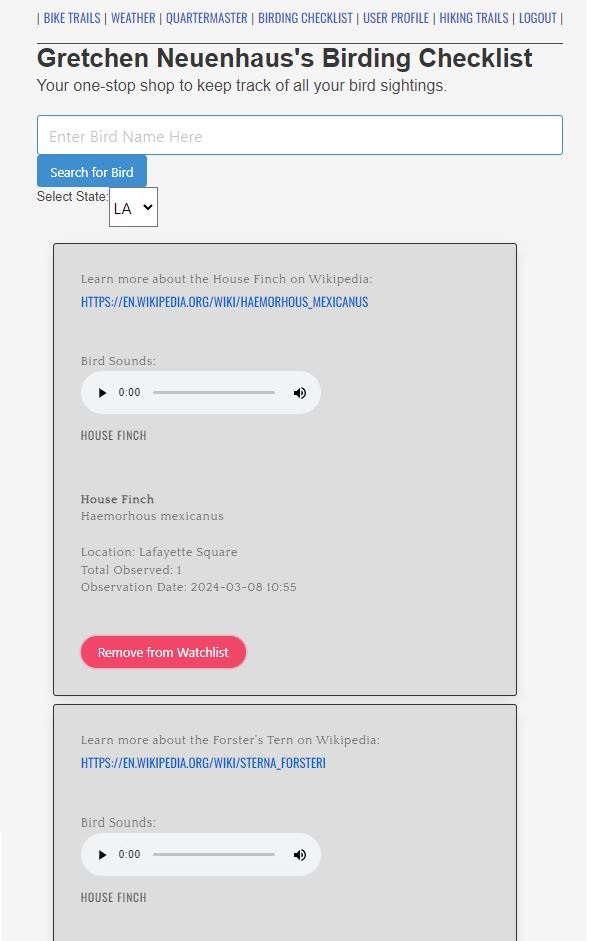 | BIKE TRAILS | WEATHER | QUARTERMASTER | BIRDING CHECKLIST | USER PROFILE | HIKING TRAILS | LOGOUT |
Gretchen Neuenhaus's Birding Checklist
Your one-stop shop to keep track of all your bird sightings.
Enter Bird Name Here
Search for Bird
Select State: LA
Learn more about the House Finch on Wikipedia:
HTTPS://EN.WIKIPEDIA.ORG/WIKI/HAEMORHOUS_MEXICANUS
Bird Sounds:
0:00
HOUSE FINCH
House Finch
Haemorhous mexicanus
Location: Lafayette Square
Total Observed: 1
Observation Date: 2024-03-08 10:55
Remove from Watchlist
Learn more about the Forster's Tern on Wikipedia:
HTTPS://EN.WIKIPEDIA.ORG/WIKI/STERNA_FORSTERI
Bird Sounds:
0:00
HOUSE FINCH